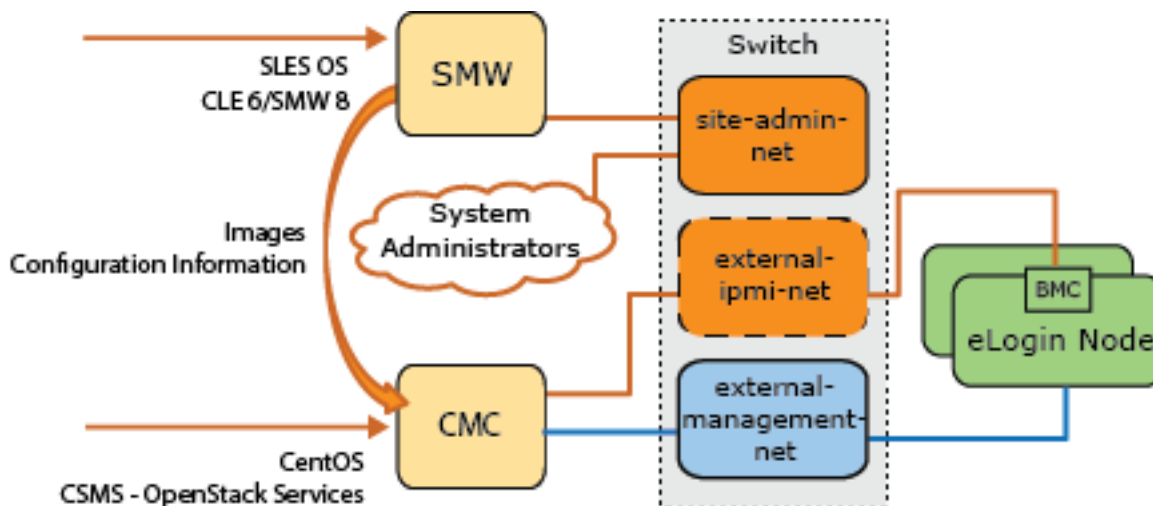 SLES OS
CLE 6/SMW 8
SMW
Switch
site-admin-
net
System
Administrators
Images
Configuration Information
external-
ipmi-net
BMC
eLogin Node
CMC
external-
management-
net
CentOS
CSMS - OpenStack Services